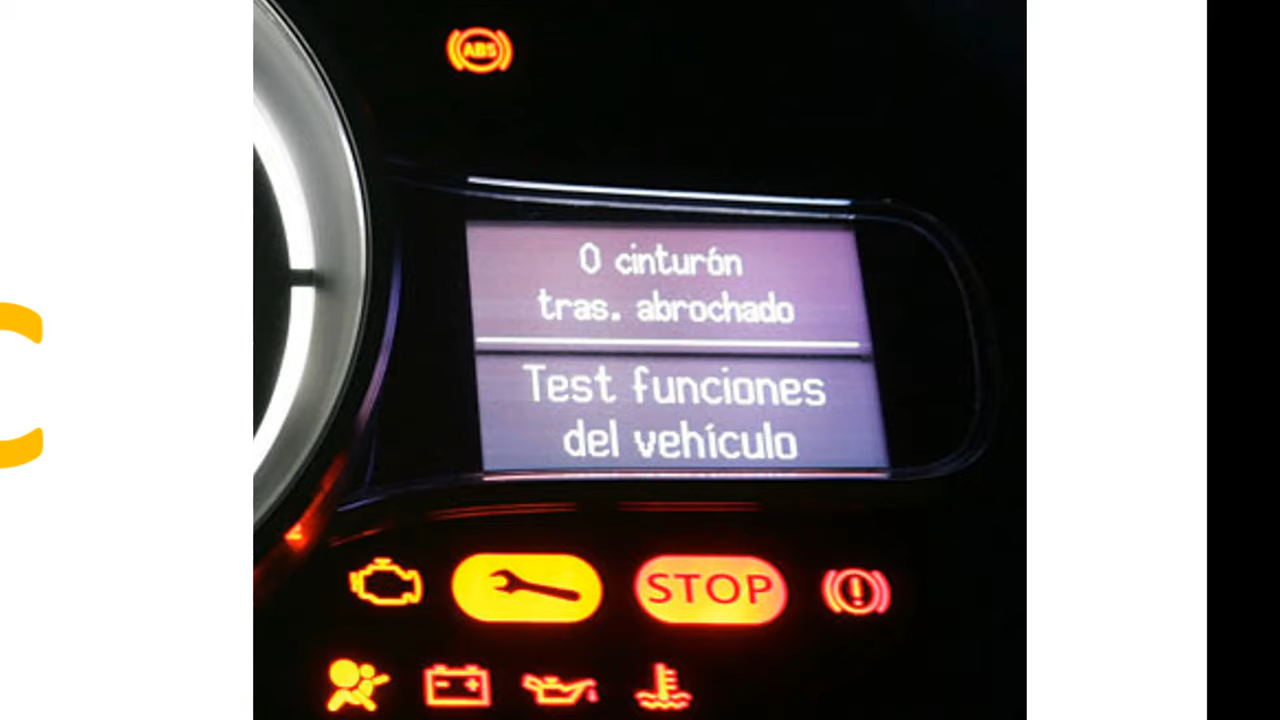 ABS
0 cinturón
tras. abrochado
Test funciones
del vehículo
STOP